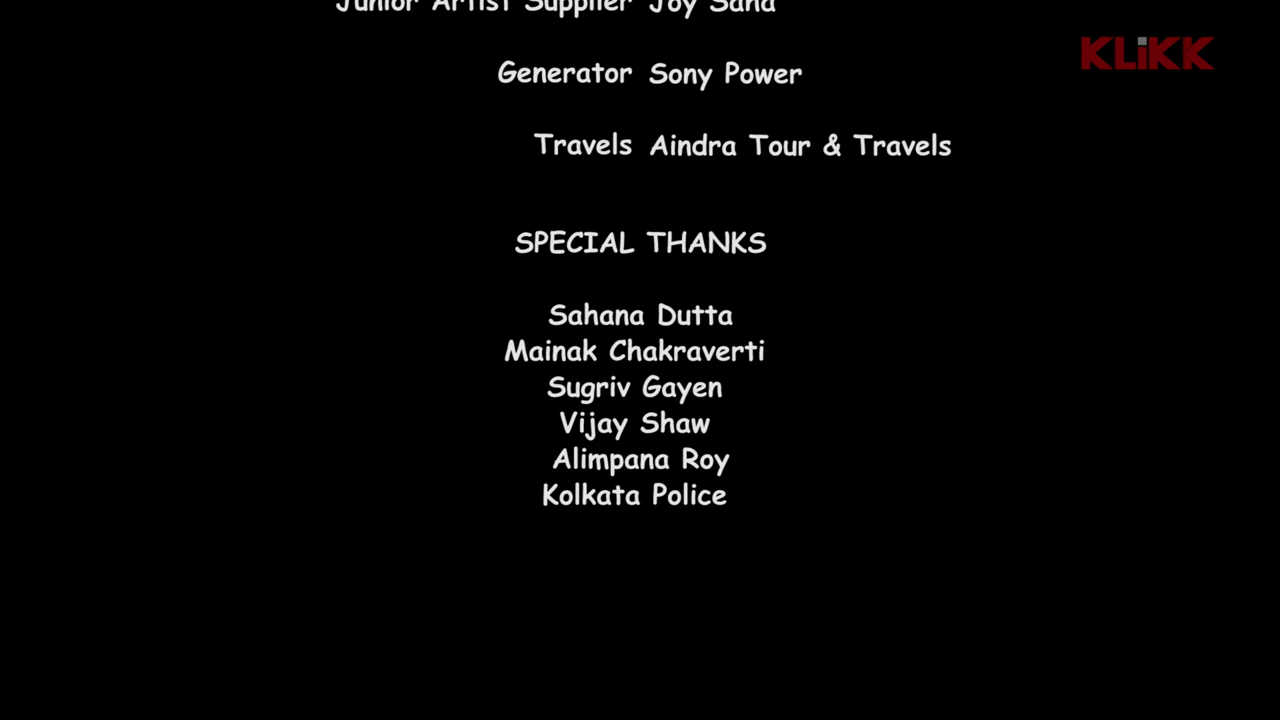 Junior Artist Supplier Joy Saha
KLiKK
Generator Sony Power
Travels Aindra Tour & Travels
SPECIAL THANKS
Sahana Dutta
Mainak Chakraverti
Sugriv Gayen
Vijay Shaw
Alimpana Roy
Kolkata Police